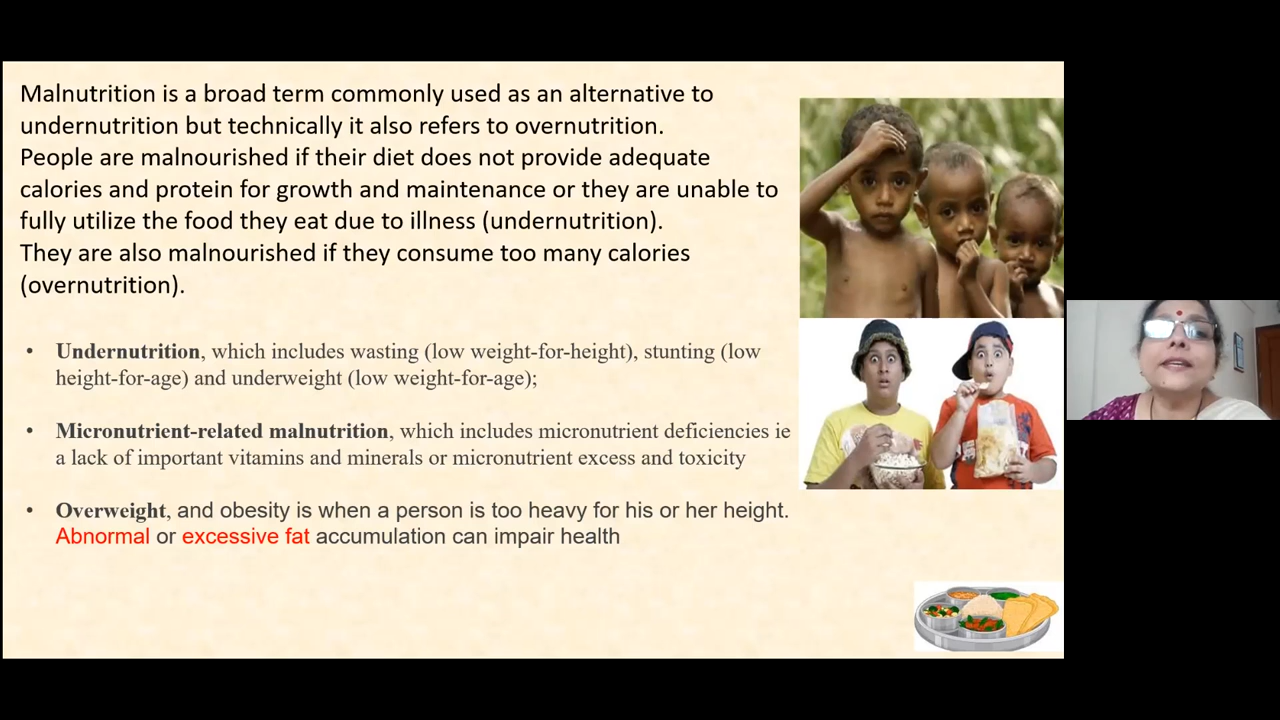 Malnutrition is a broad term commonly used as an alternative to
undernutrition but technically it also refers to overnutrition.
People are malnourished if their diet does not provide adequate
calories and protein for growth and maintenance or they are unable to
fully utilize the food they eat due to illness (undernutrition).
They are also malnourished if they consume too many calories
(overnutrition).
• Undernutrition, which includes wasting (low weight-for-height), stunting (low
height-for-age) and underweight (low weight-for-age);
• Micronutrient-related malnutrition, which includes micronutrient deficiencies ie
a lack of important vitamins and minerals or micronutrient excess and toxicity
• Overweight, and obesity is when a person is too heavy for his or her height.
Abnormal or excessive fat accumulation can impair health